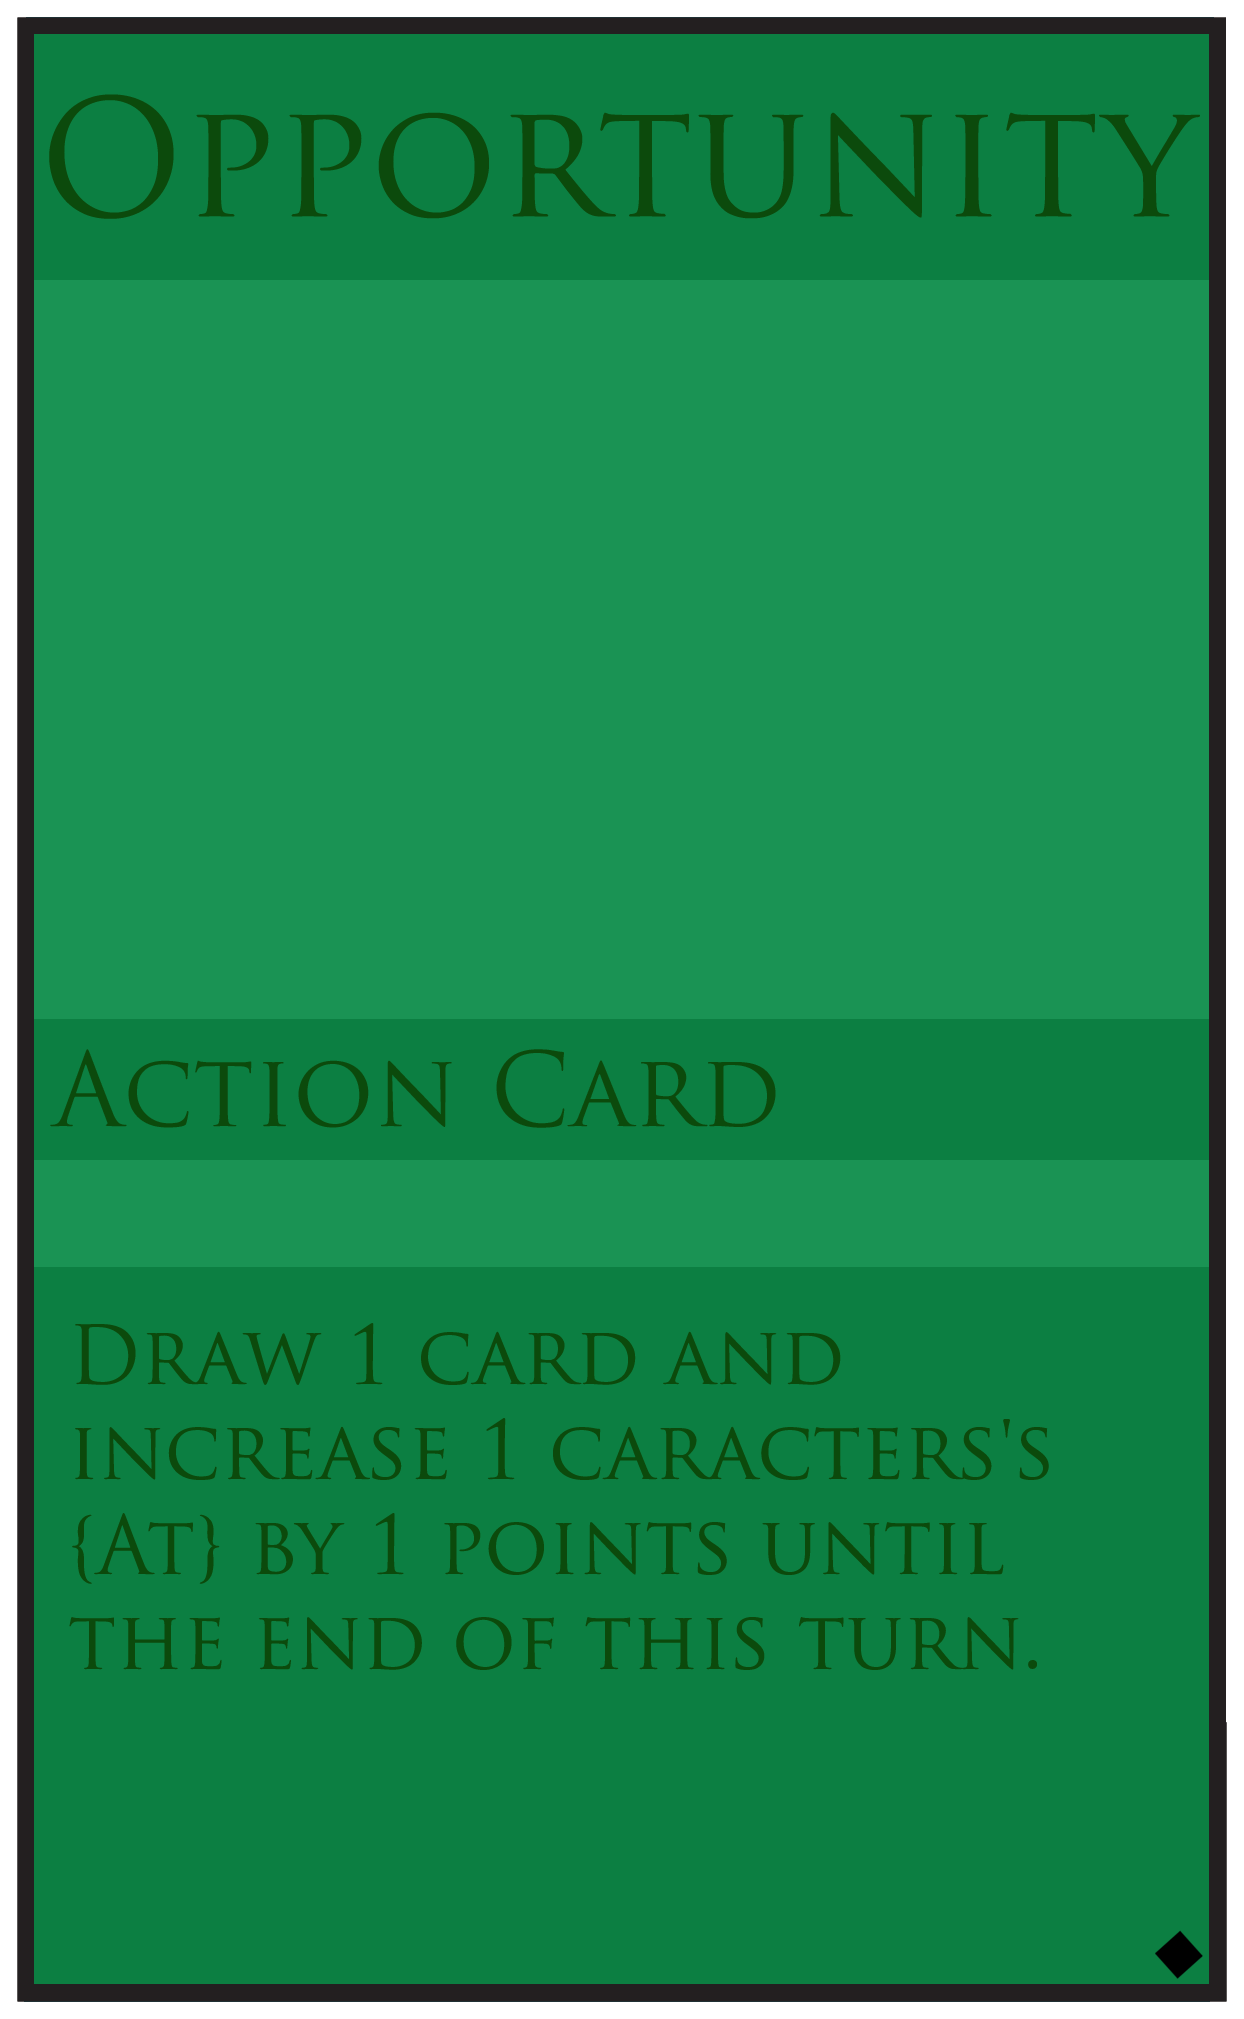 Opportunity
Action Card
Draw 1 card and
increase 1 caracters's
{At} by 1 points until
the end of this turn.